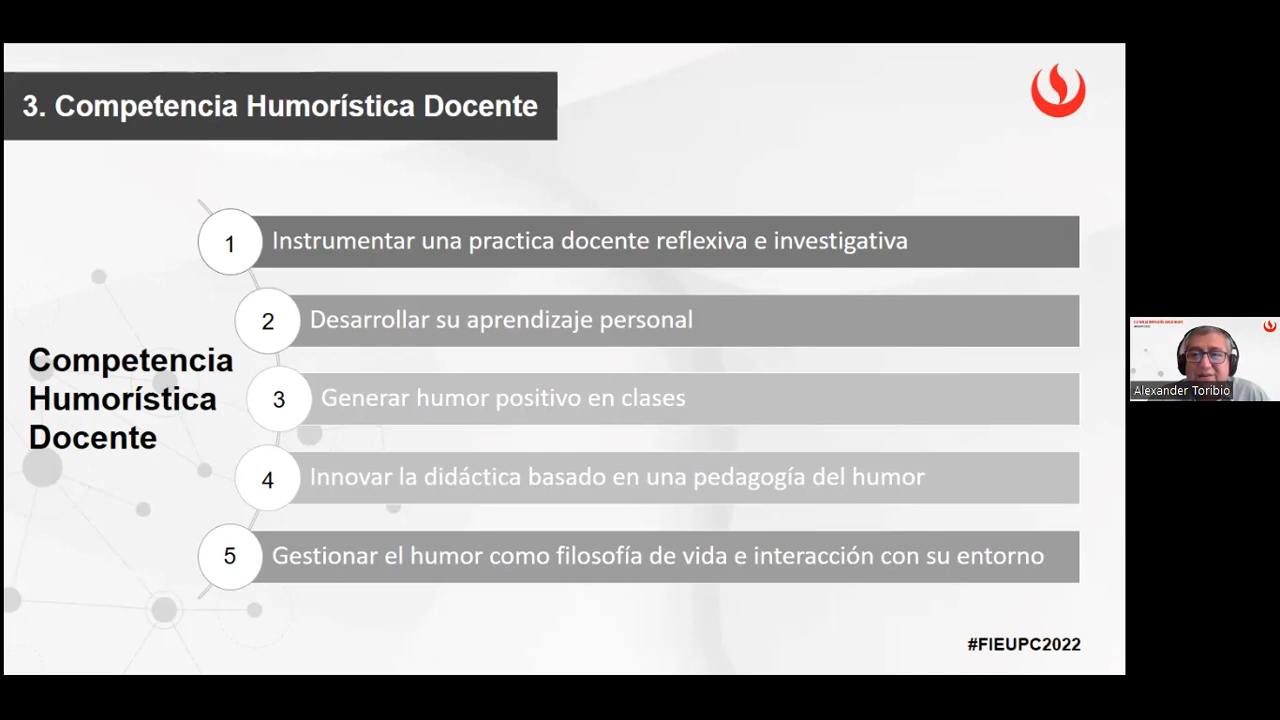 3. Competencia Humorística Docente
1
Instrumentar una practica docente reflexiva e investigativa
2
Desarrollar su aprendizaje personal
Competencia
Humorística
Docente
3
Generar humor positivo en clases
4
Innovar la didáctica basado en una pedagogía del humor
5
Gestionar el humor como filosofía de vida e interacción con su entorno
#FIEUPC2022
Alexander Toribio